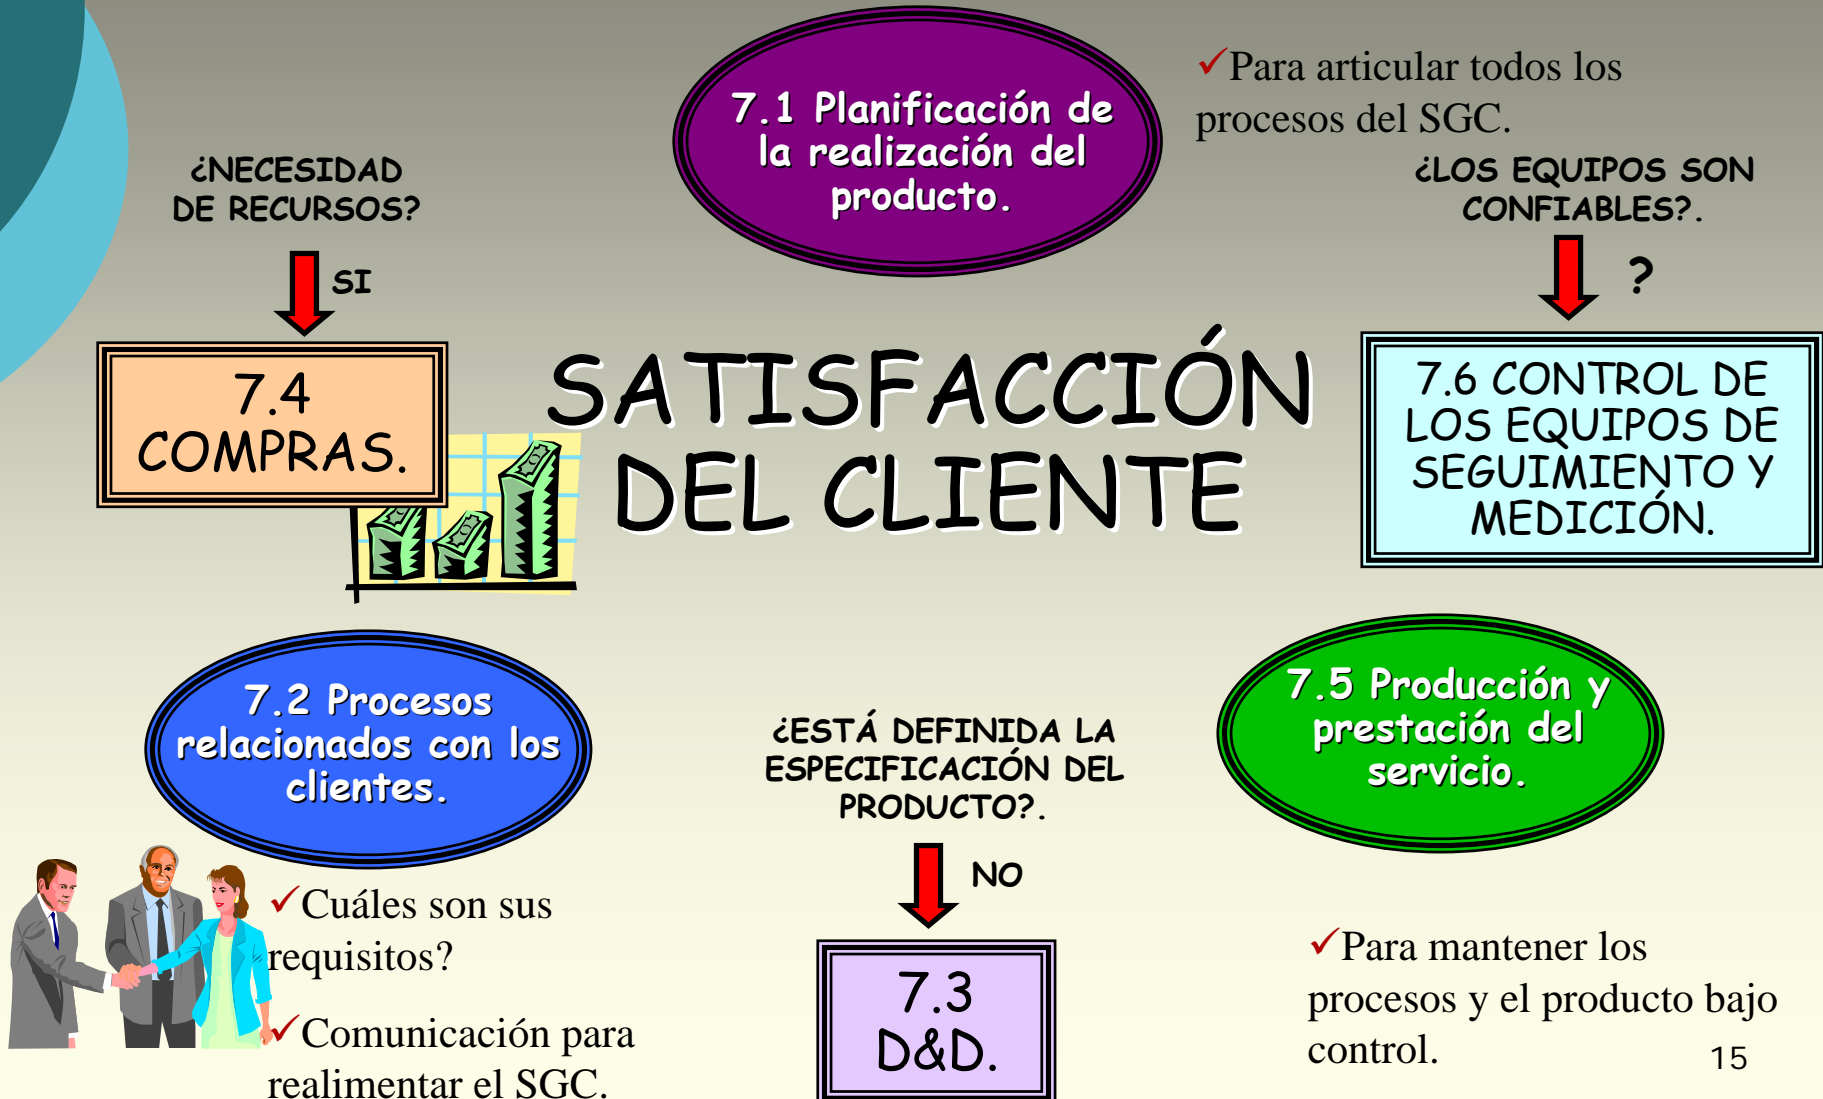 7.1 Planificación de
la realización del
producto.
✓Para articular todos los
procesos del SGC.
¿NECESIDAD
DE RECURSOS?
SI
7.4
COMPRAS.
¿LOS EQUIPOS SON
CONFIABLES?.
?
7.6 CONTROL DE
LOS EQUIPOS DE
SEGUIMIENTO Y
MEDICIÓN.
SATISFACCIÓN
DEL CLIENTE
7.2 Procesos
relacionados con los
clientes.
✓Cuáles son sus
requisitos?
✓Comunicación para
realimentar el SGC.
¿ESTÁ DEFINIDA LA
ESPECIFICACIÓN DEL
PRODUCTO?.
NO
7.3
D&D.
7.5 Producción y
prestación del
servicio.
✓Para mantener los
procesos y el producto bajo
control.
15